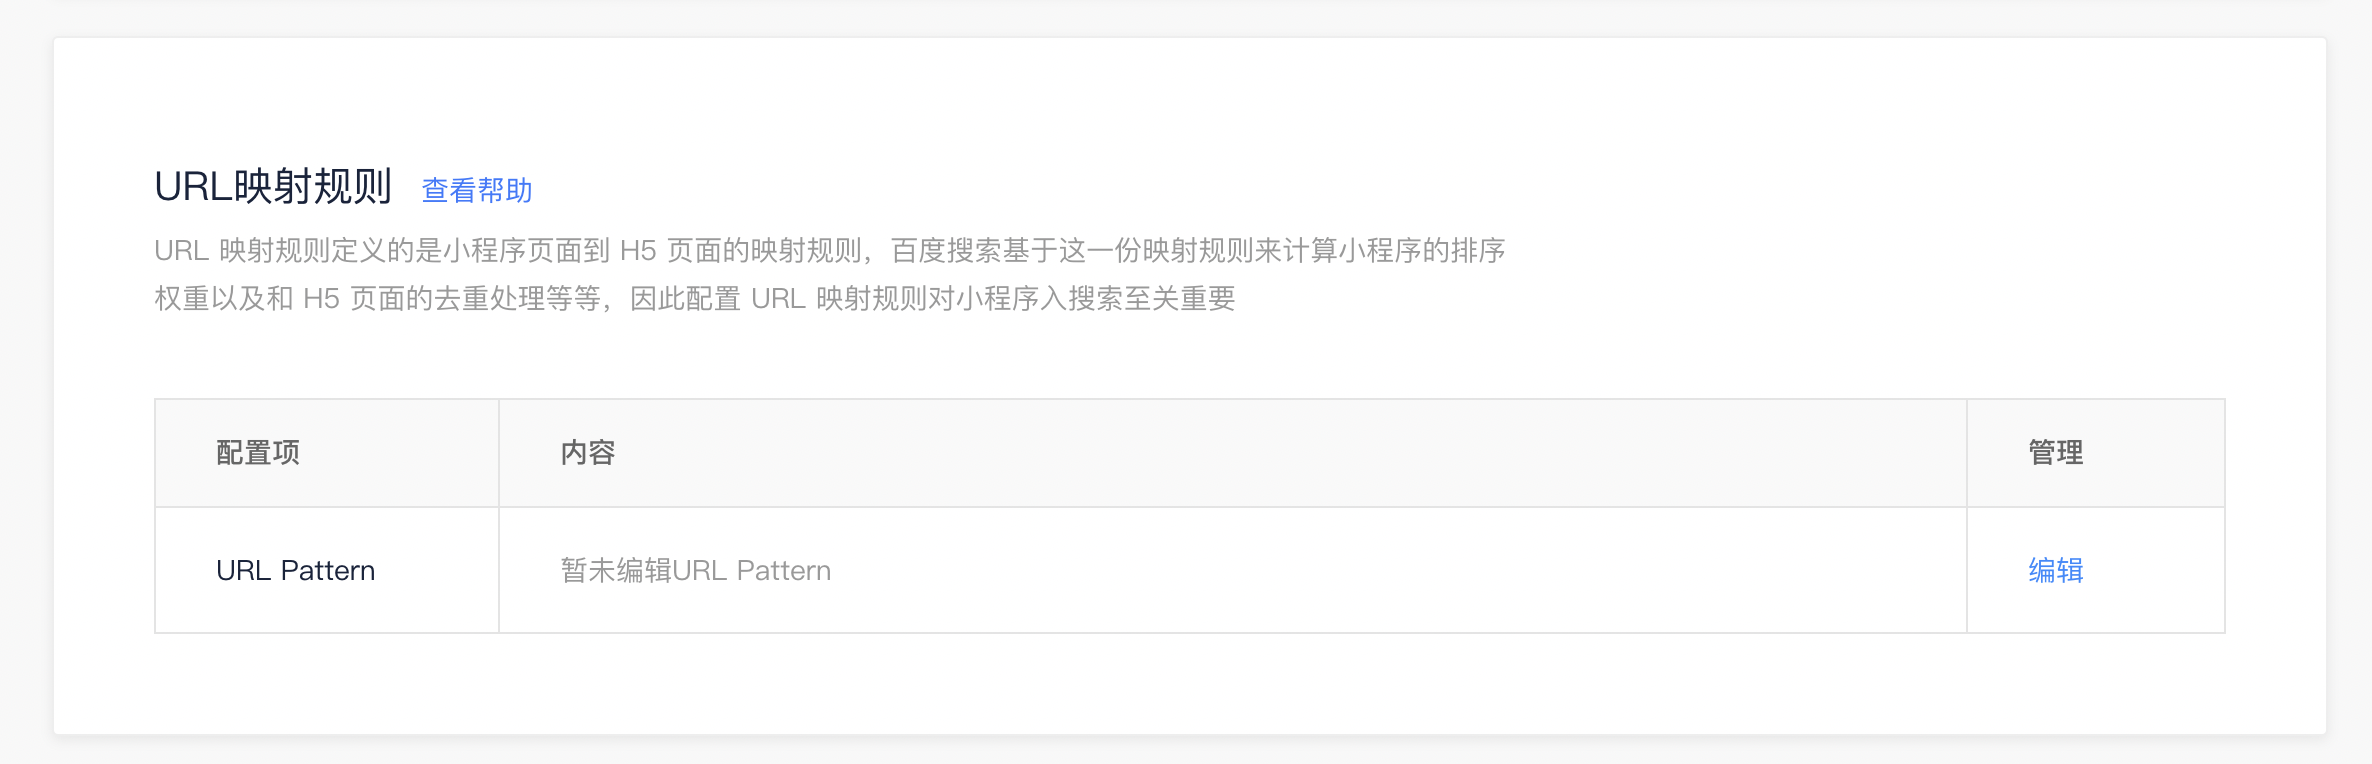 URL映射规则 查看帮助
URL 映射规则定义的是小程序页面到 H5 页面的映射规则，百度搜索基于这一份映射规则来计算小程序的排序
权重以及和 H5 页面的去重处理等等，因此配置 URL 映射规则对小程序入搜索至关重要
配置项 内容 管理
URL Pattern 暂未编辑URL Pattern 编辑